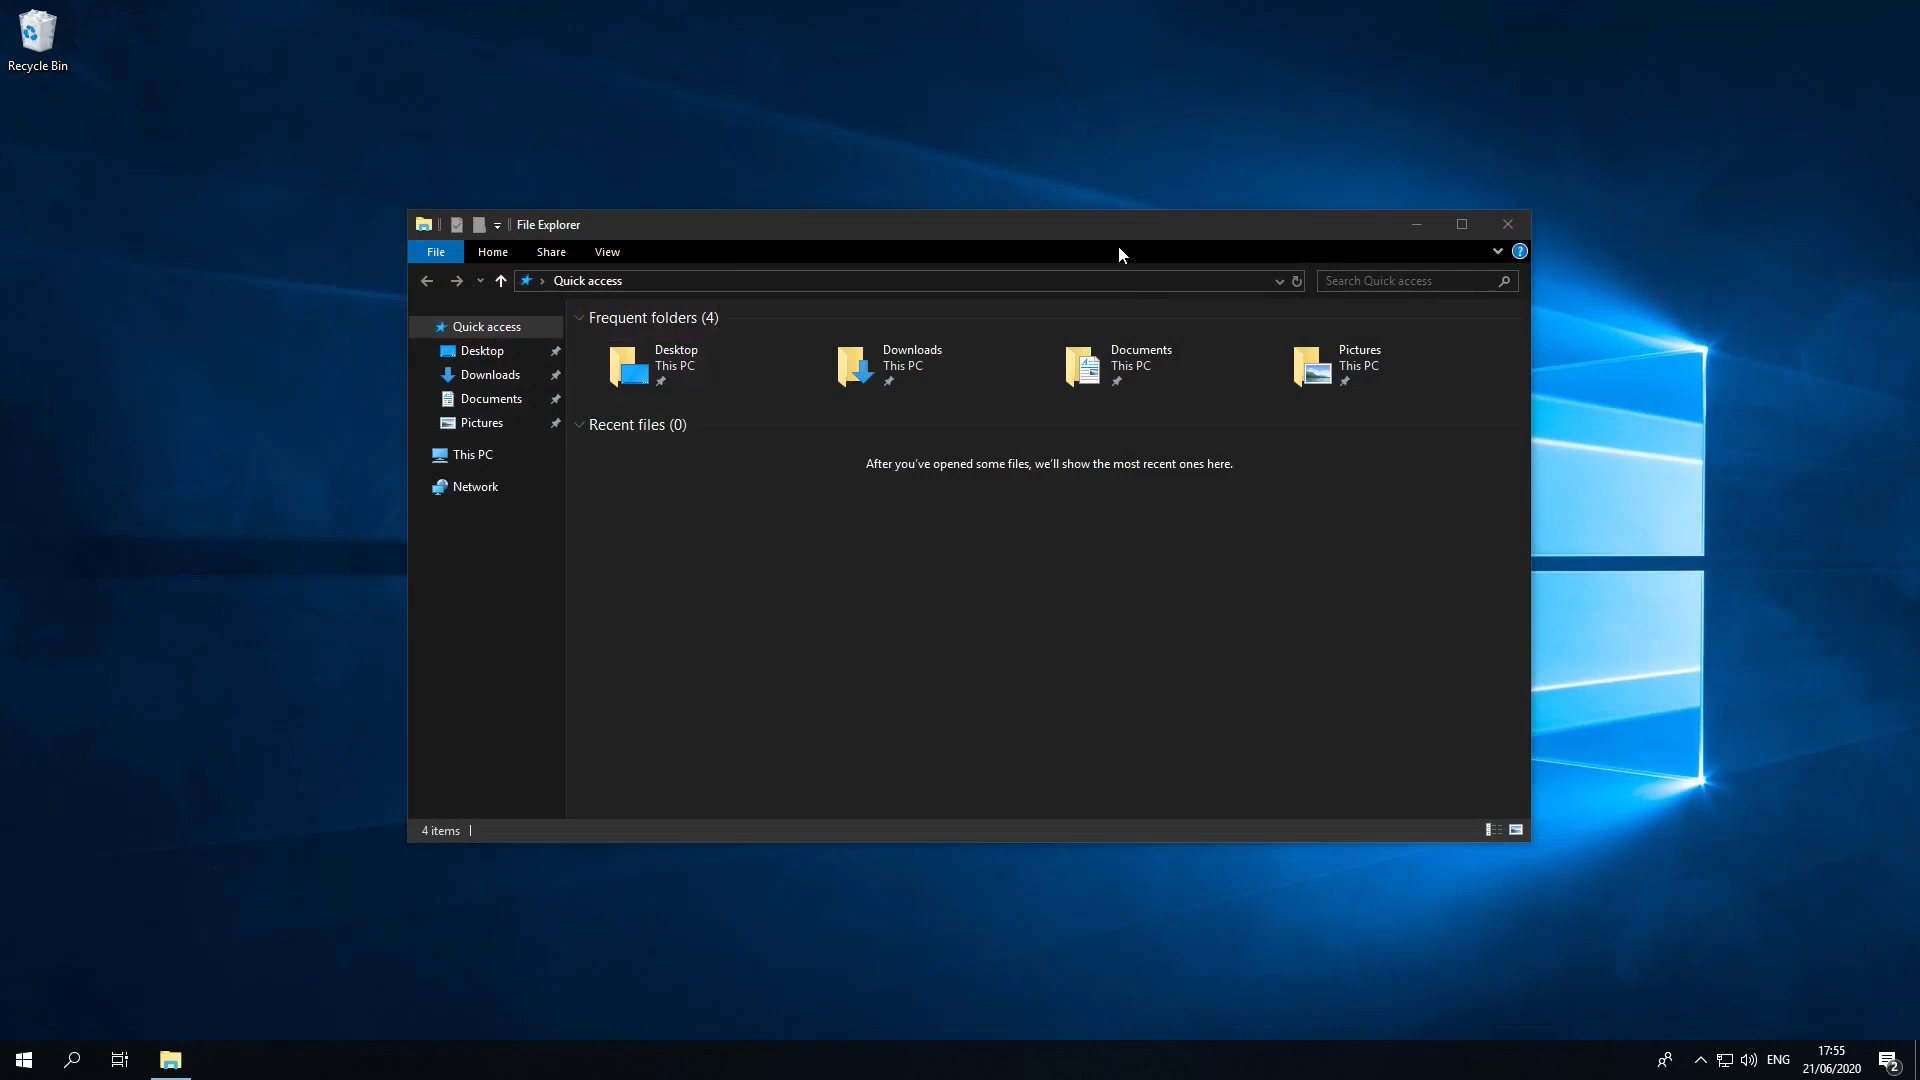 Recycle Bin
File Explorer
File Home Share View
?
Quick access
Search Quick access
Quick access
Desktop
Downloads
Documents
Pictures
This PC
Network
Frequent folders (4)
Desktop
This PC
Downloads
This PC
Documents
This PC
Pictures
This PC
Recent files (0)
After you've opened some files, we'll show the most recent ones here.
4 items
ENG
17:55
21/06/2020
2